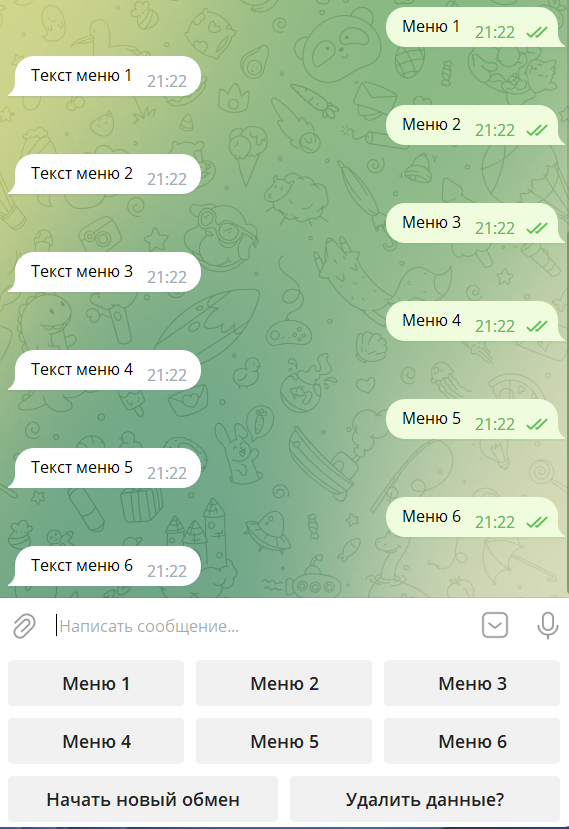 Меню 1 21:22
Текст меню 1 21:22
Меню 2 21:22
Текст меню 2 21:22
Меню 3 21:22
Текст меню 3 21:22
Меню 4 21:22
Текст меню 4 21:22
Меню 5 21:22
Текст меню 5 21:22
Меню 6 21:22
Текст меню 6 21:22
Написать сообщение...
Меню 1 Меню 2 Меню 3
Меню 4 Меню 5 Меню 6
Начать новый обмен Удалить данные?